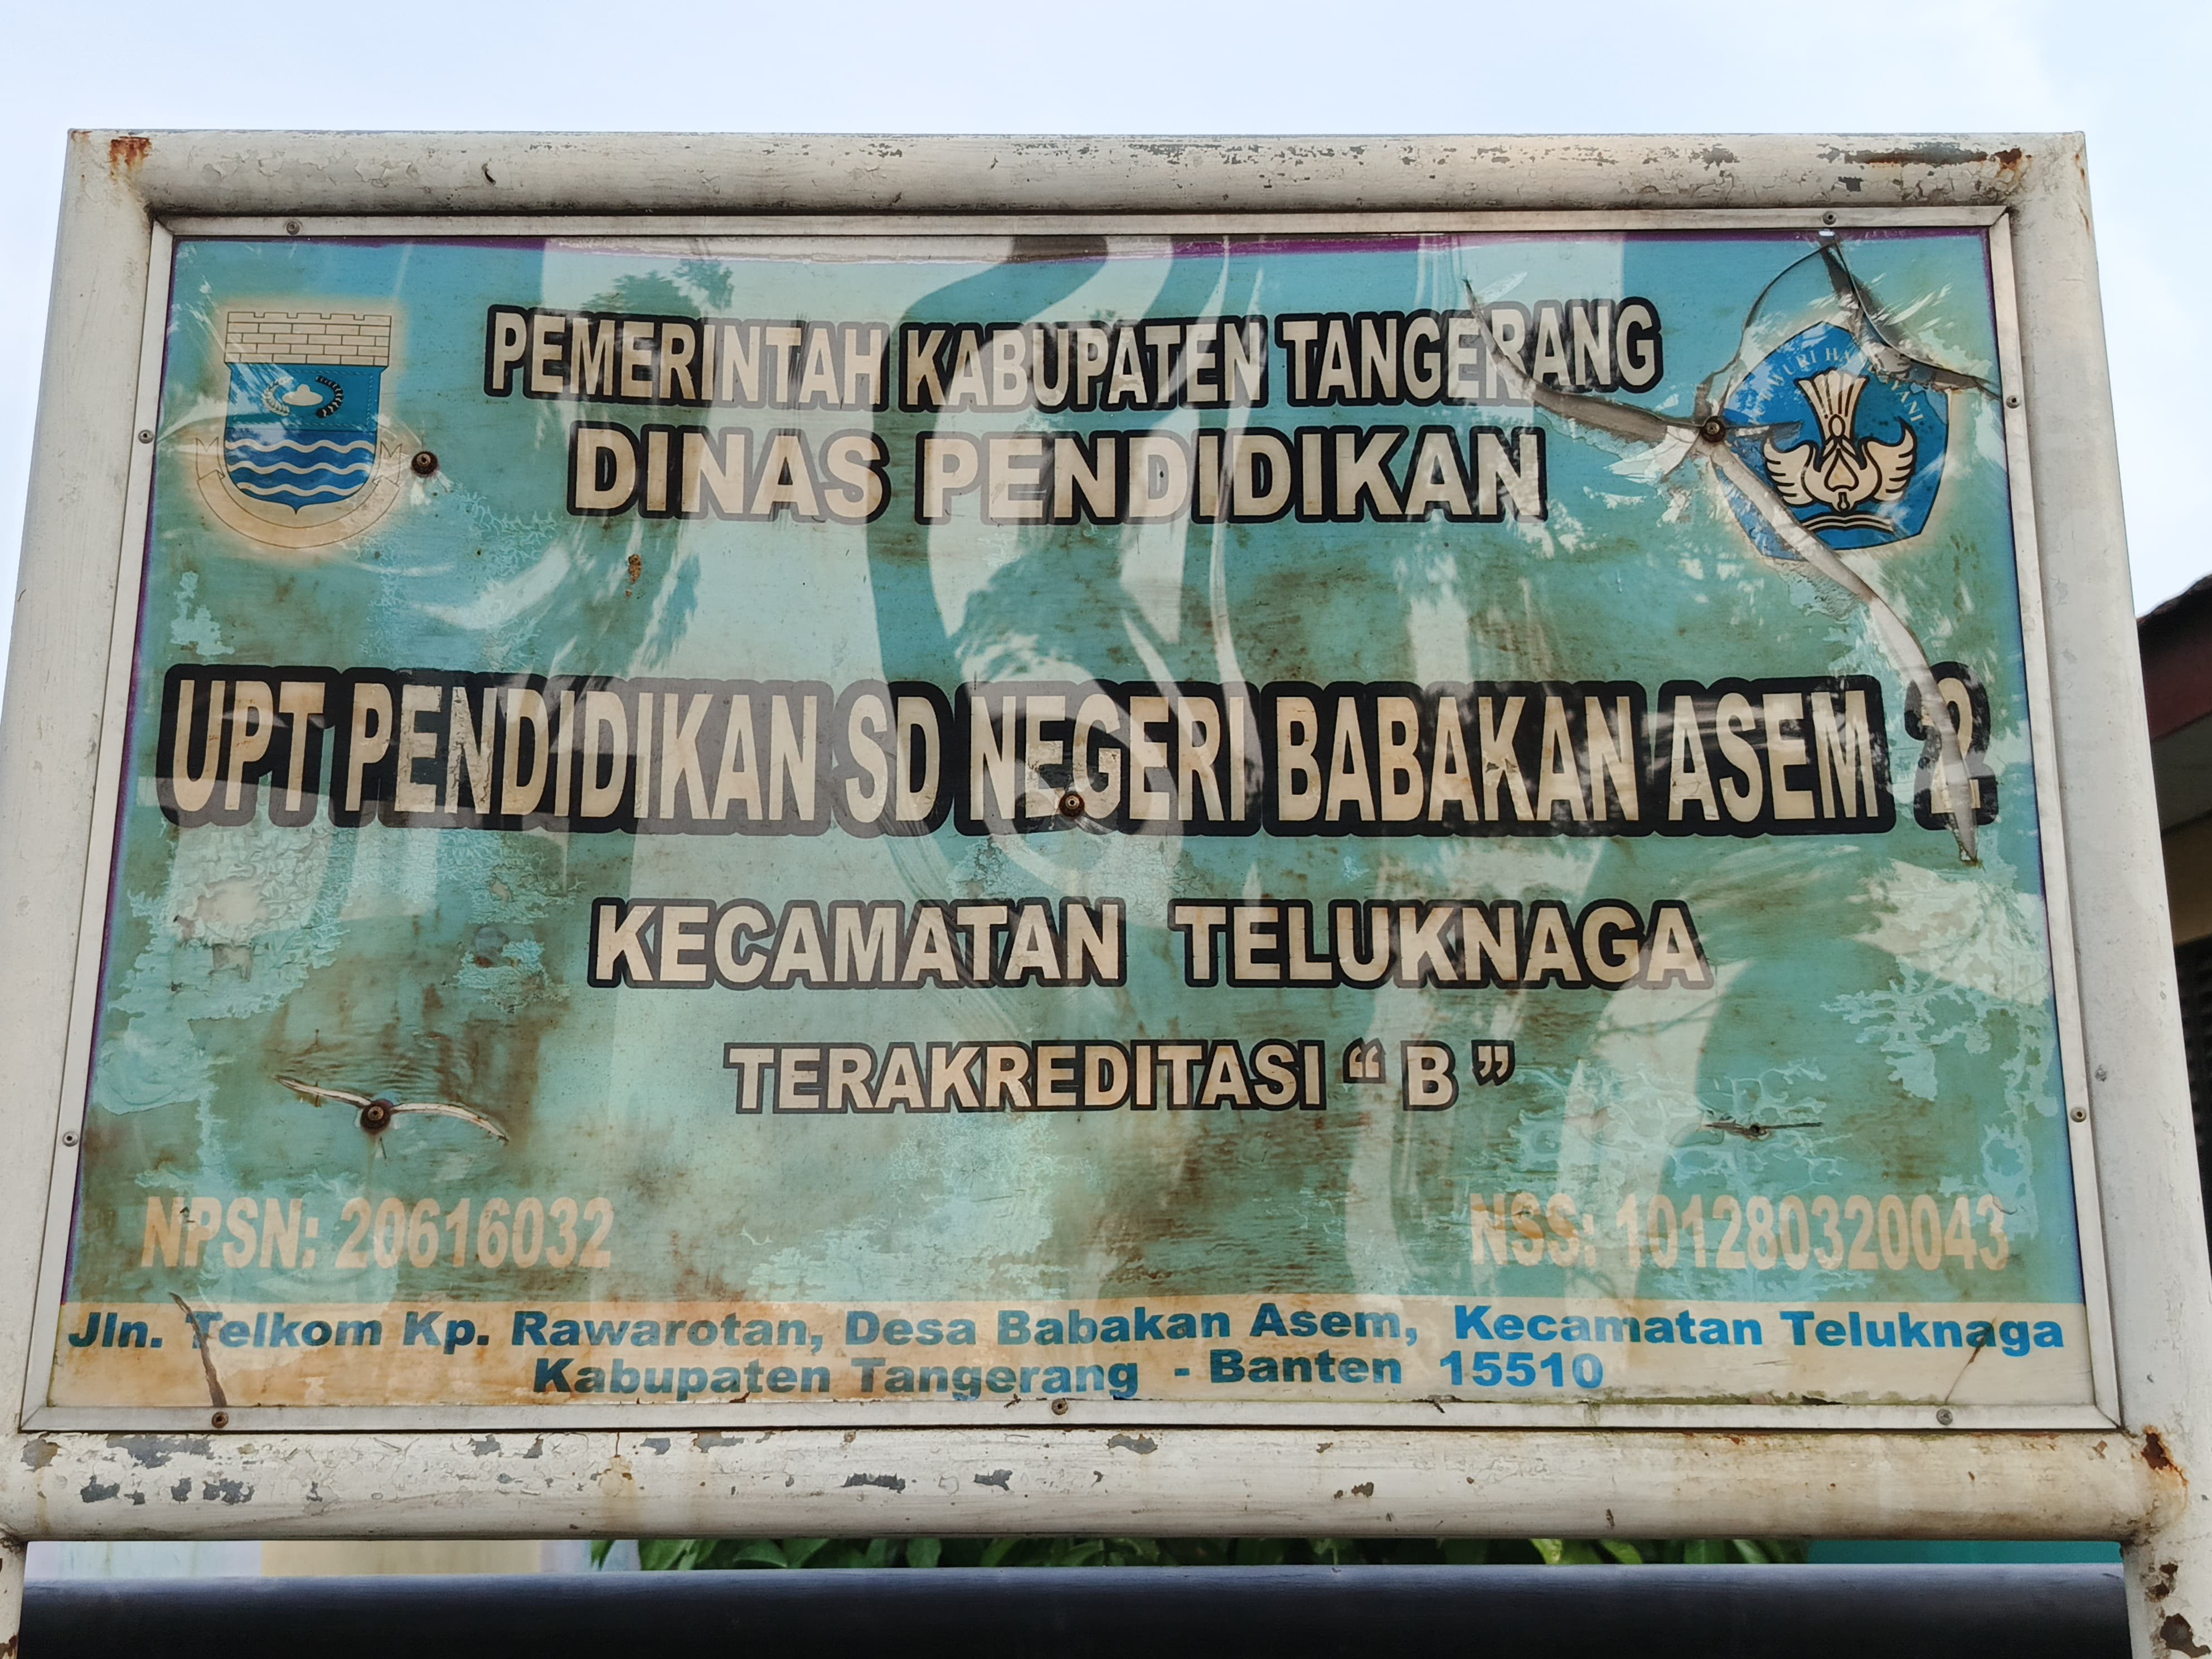 PEMERINTAH KABUPATEN TANGERANG
DINAS PENDIDIKAN
UPT PENDIDIKAN SD NEGERI BABAKAN ASEM 2
KECAMATAN TELUKNAGA
TERAKREDITASI “ B ”
NPSN: 20616032
NSS: 101280320043
Jln. Telkom Kp. Rawarotan, Desa Babakan Asem, Kecamatan Teluknaga
Kabupaten Tangerang - Banten 15510